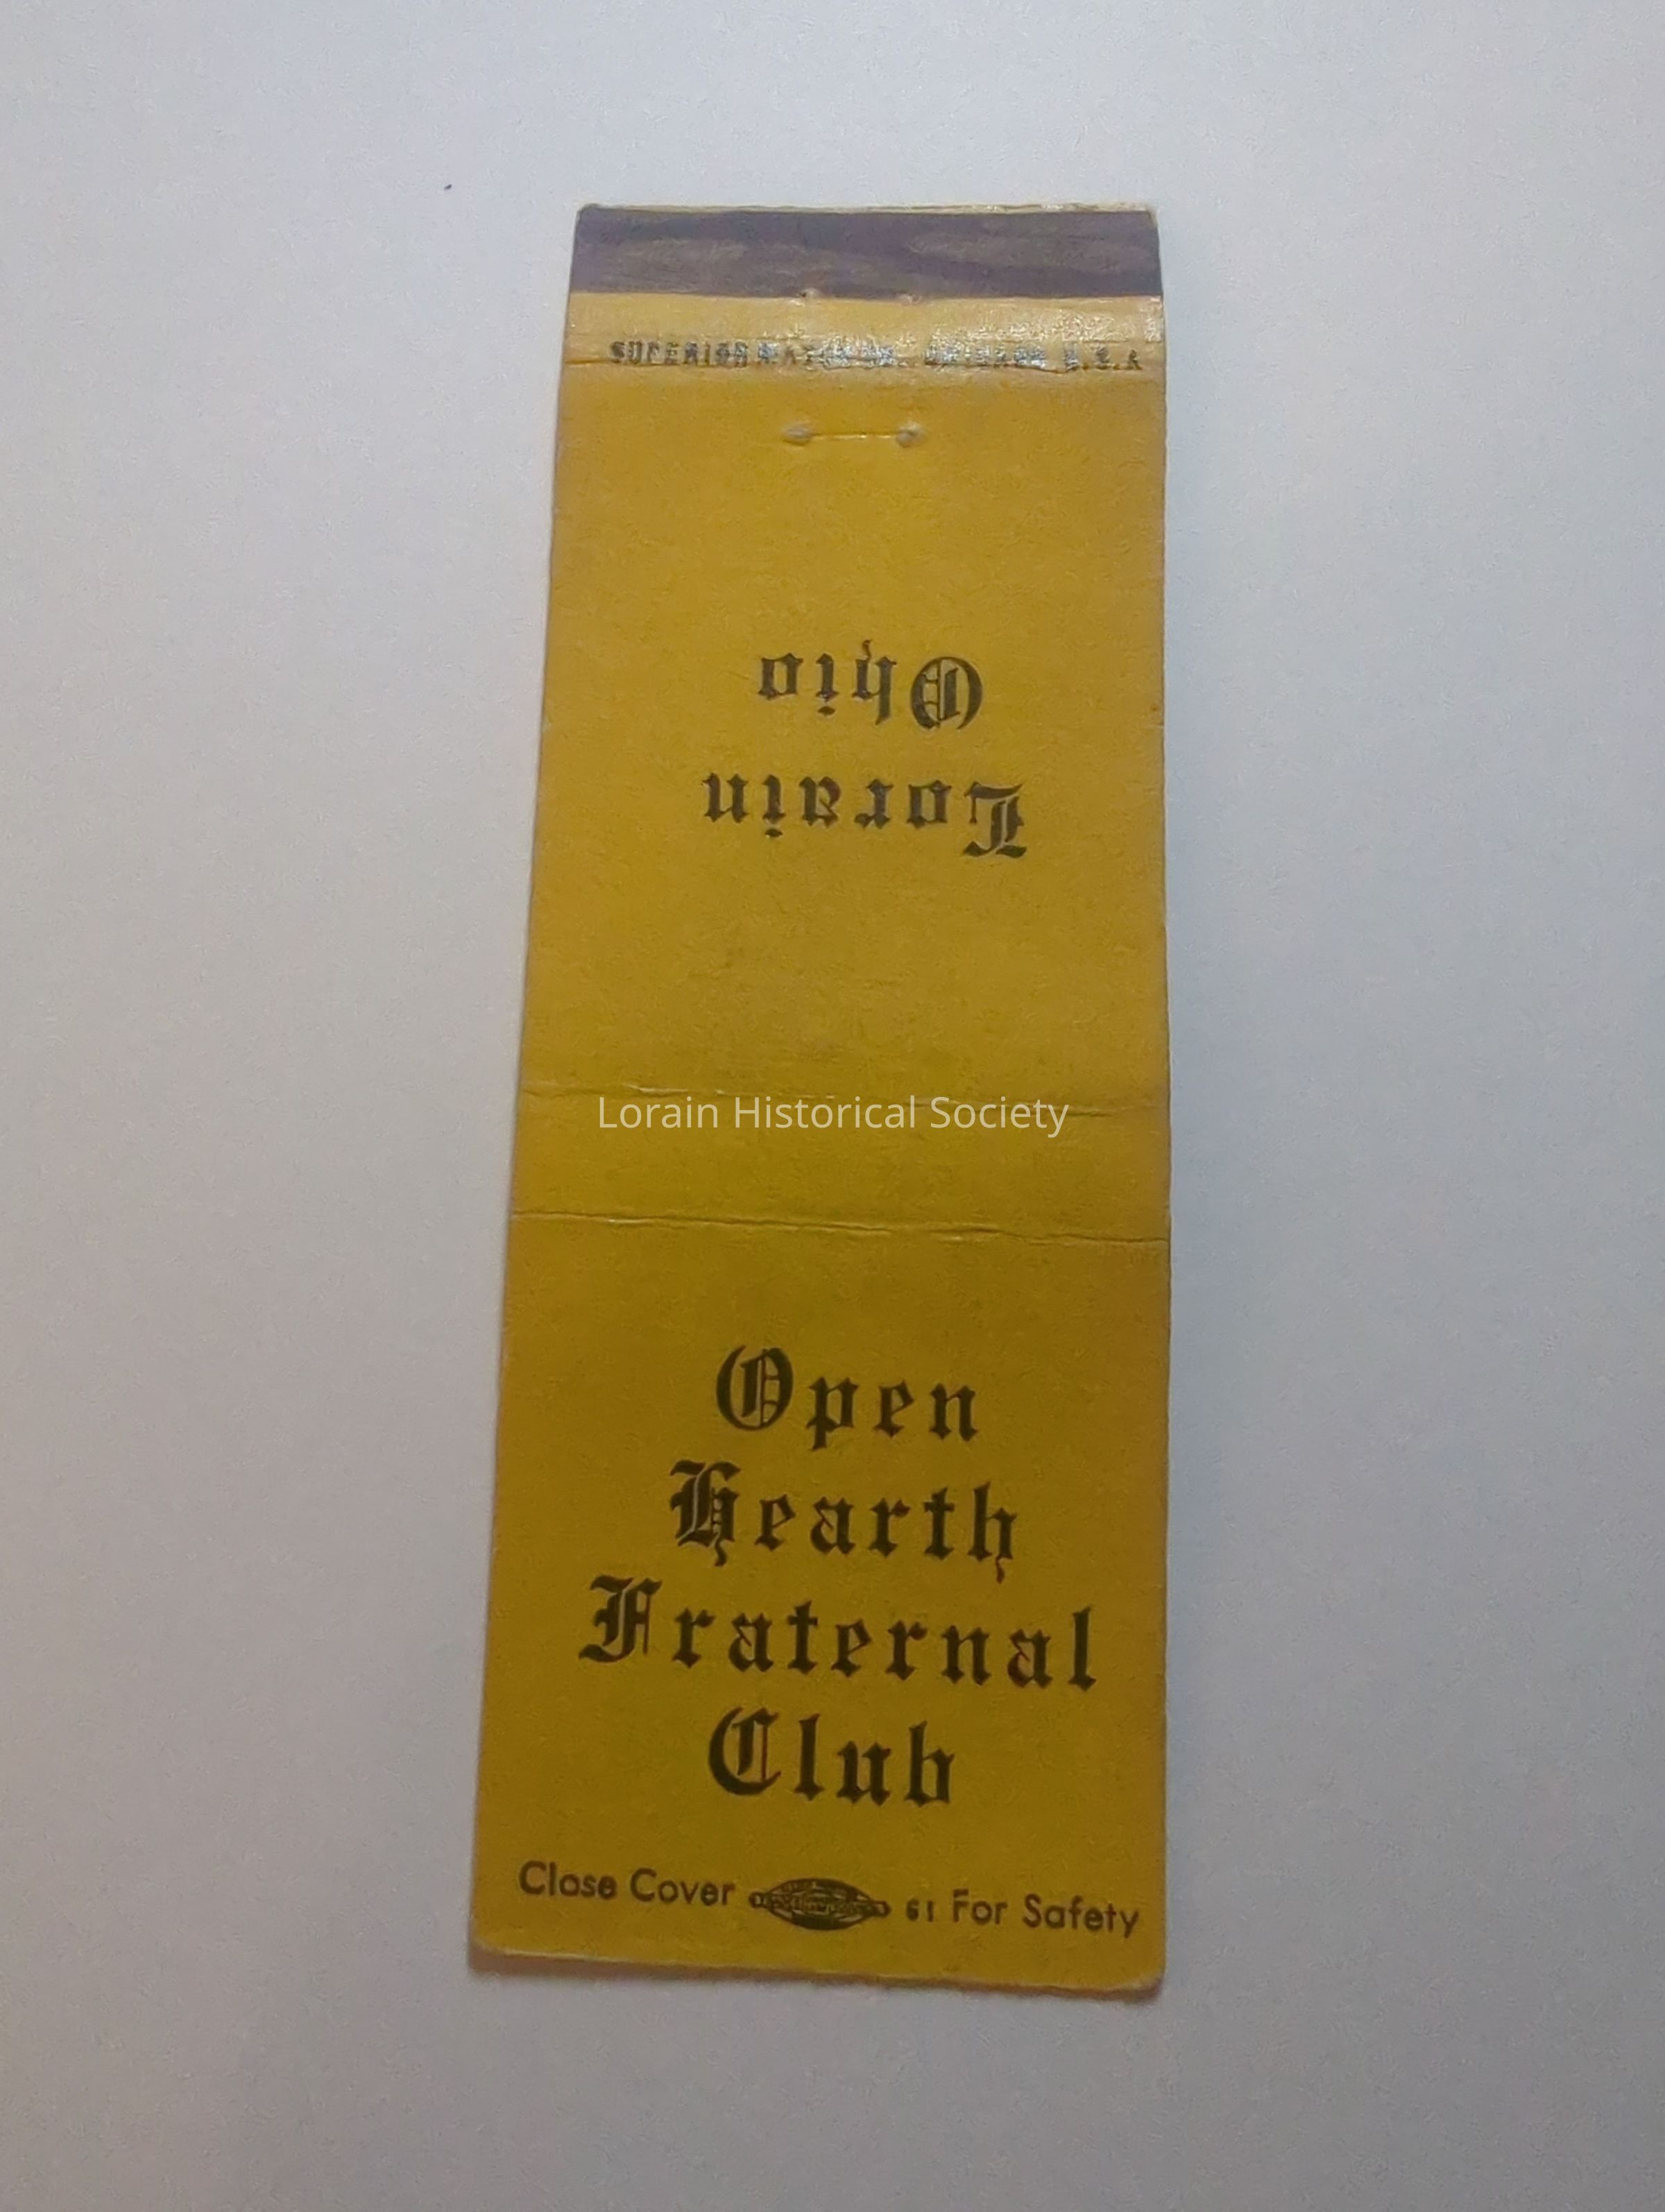 SUPERIOR MATCH CO. CHICAGO U.S.A
Lorain
Ohio
Lorain Historical Society
Open
Hearth
Fraternal
Club
Close Cover 61 For Safety